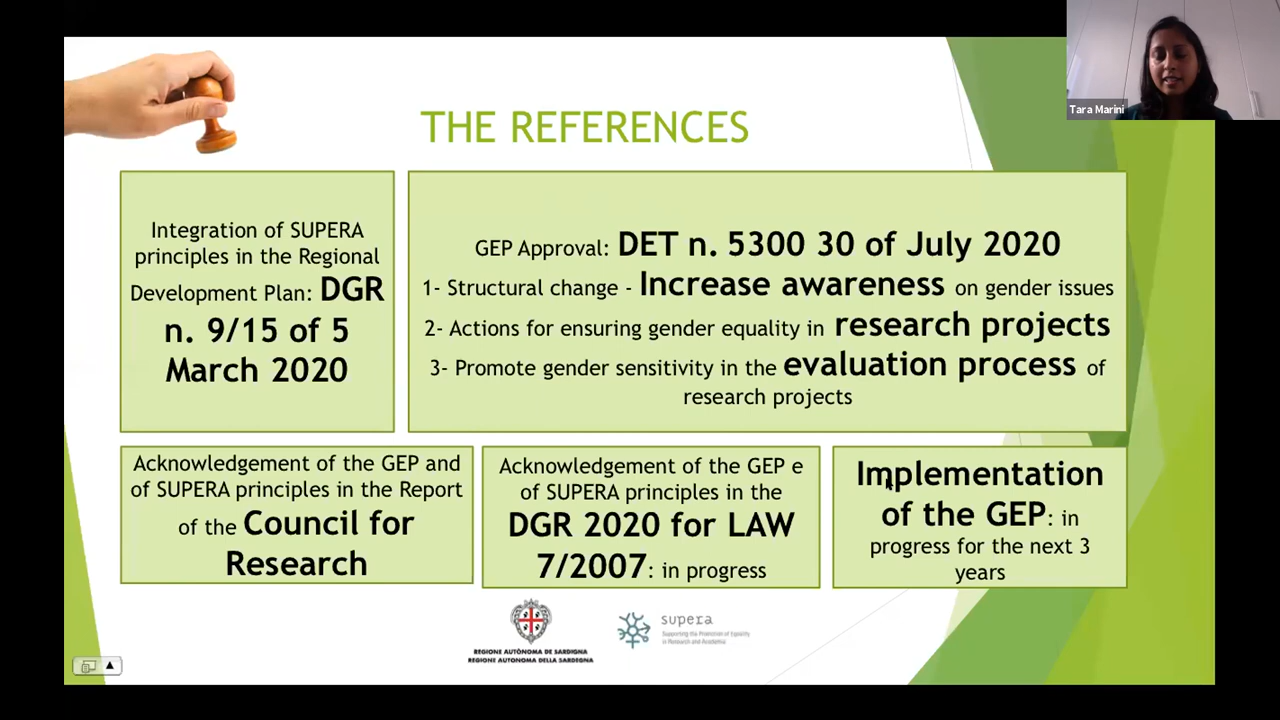 Tara Marini
THE REFERENCES
Integration of SUPERA
principles in the Regional
Development Plan: DGR
n. 9/15 of 5
March 2020
GEP Approval: DET n. 5300 30 of July 2020
1- Structural change - Increase awareness on gender issues
2- Actions for ensuring gender equality in research projects
3- Promote gender sensitivity in the evaluation process of
research projects
Acknowledgement of the GEP and
of SUPERA principles in the Report
of the Council for
Research
Acknowledgement of the GEP e
of SUPERA principles in the
DGR 2020 for LAW
7/2007: in progress
Implementation
of the GEP: in
progress for the next 3
years
REGIONE AUTÒNOMA DE SARDIGNA
REGIONE AUTONOMA DELLA SARDEGNA
supera
Supporting the Promotion of Equality
in Research and Academia